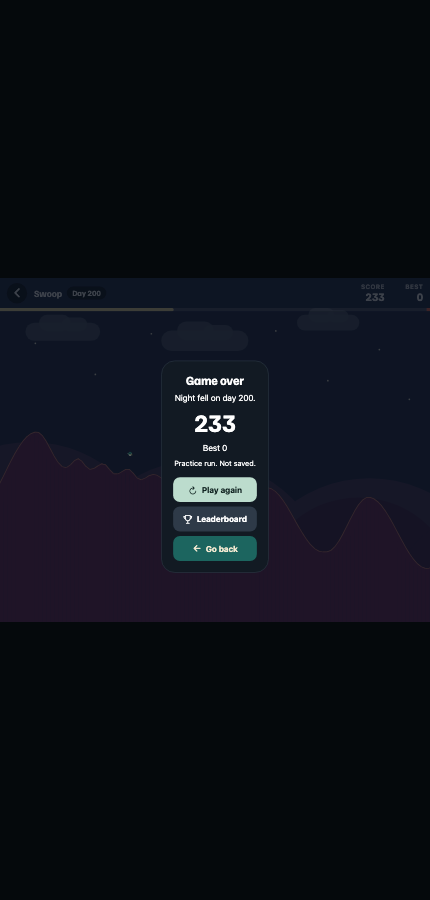 Swoop Day 200
SCORE BEST
233 0
Game over
Night fell on day 200.
233
Best 0
Practice run. Not saved.
Play again
Leaderboard
Go back